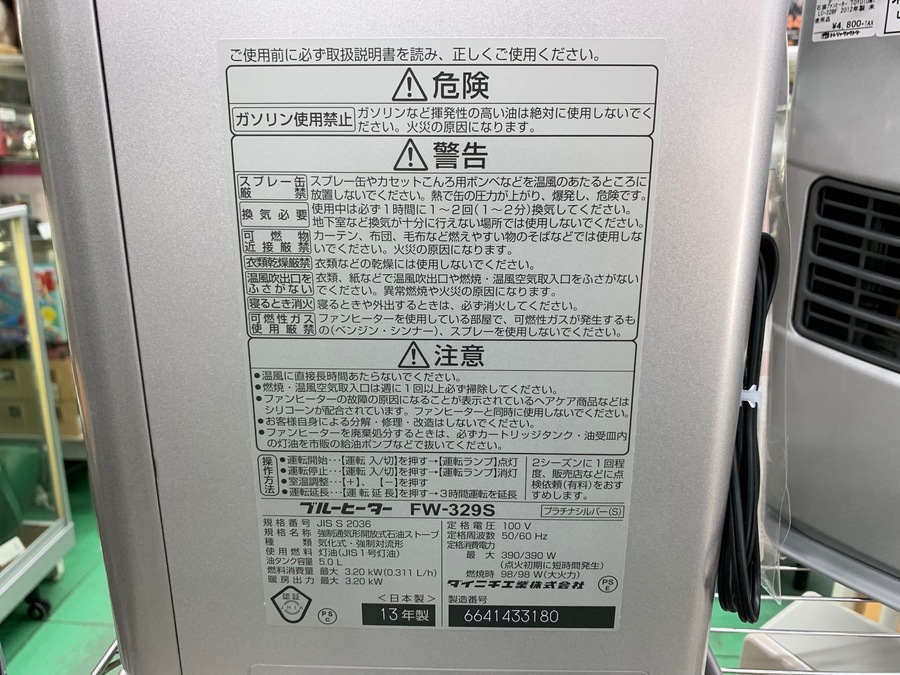 ご使用前に必ず取扱説明書を読み、正しくご使用ください。
⚠危険
ガソリン使用禁止
ガソリンなど揮発性の高い油は絶対に使用しないでく
ださい。火災の原因になります。
⚠警告
スプレー缶
厳禁
スプレー缶やカセットこんろ用ボンベなどを温風のあたるところに
放置しないでください。熱で缶の圧力が上がり、爆発し、危険です。
換気必要
使用中は必ず1時間に1〜2回(1〜2分)換気してください。
地下室など換気が十分に行えない場所では使用しないでください。
可燃物
近接厳禁
カーテン、布団、毛布など燃えやすい物のそばなどでは使用しな
いでください。火災の原因になります。
衣類乾燥厳禁
衣類などの乾燥には使用しないでください。
温風吹出口を
ふさがない
衣類、紙などで温風吹出口や燃焼・温風空気取入口をふさがない
でください。異常燃焼や火災の原因になります。
寝るとき消火
寝るときや外出するときは、必ず消火してください。
可燃性ガス
使用厳禁
ファンヒーターを使用している部屋で、可燃性ガスが発生するも
の(ベンジン・シンナー)、スプレーを使用しないでください。
⚠注意
●温風に直接長時間あたらないでください。
●燃焼・温風空気取入口は週に1回以上必ず掃除してください。
●ファンヒーターの故障の原因になることが表示されているヘアケア商品などは
シリコーンが配合されています。ファンヒーターと同時に使用しないでください。
●お客様自身による分解・修理・改造はしないでください。
●ファンヒーターを廃棄処分するときは、必ずカートリッジタンク・油受皿内
の灯油を市販の給油ポンプなどで抜いてください。
操作方法
●運転開始…【運転 入/切】を押す→【運転ランプ】点灯
●運転停止…【運転 入/切】を押す→【運転ランプ】消灯
●室温調整…【+】、【-】を押す
●運転延長…【運転延長】を押す→3時間運転を延長
2シーズンに1回程
度、販売店などに点
検依頼(有料)をおす
すめします。
ブルーヒーター FW-329S
プラチナシルバー(S)
規格番号 JIS S 2036
規格名称 強制通気形開放式石油ストーブ
種類 気化式・強制対流形
使用燃料 灯油(JIS1号灯油)
油タンク容量 5.0 L
燃料消費量 最大 3.20 kW(0.311 L/h)
暖房出力 最大 3.20 kW
定格電圧 100 V
定格周波数 50/60 Hz
定格消費電力
最大 390/390 W
(点火初期に短時間発生)
燃焼時 98/98 W(大火力)
ダイニチ工業株式会社
PS
E
認証
JHIA
PS
C
<日本製>
13年製
製造番号
6641433180
石油ファンヒーター TOYOTOMI
LC-32BF 2012年製
使用品
¥4,800+TAX